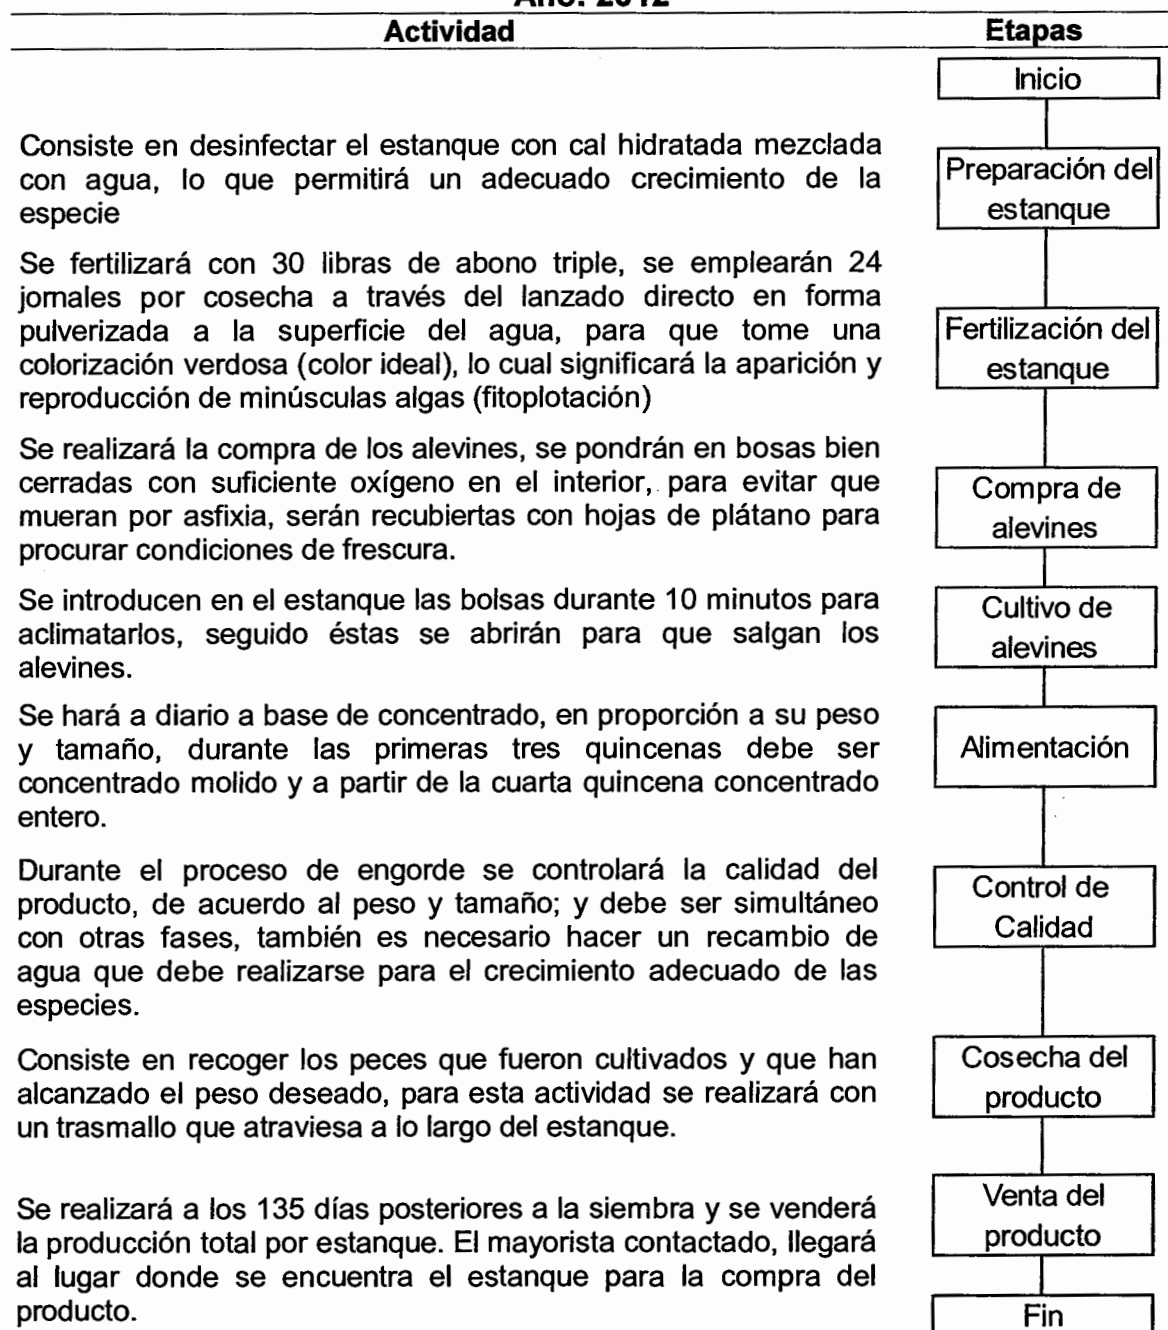 Año: 2012
Actividad Etapas
Inicio
Consiste en desinfectar el estanque con cal hidratada mezclada
con agua, lo que permitirá un adecuado crecimiento de la
especie
Preparación del
estanque
Se fertilizará con 30 libras de abono triple, se emplearán 24
jornales por cosecha a través del lanzado directo en forma
pulverizada a la superficie del agua, para que tome una
colorización verdosa (color ideal), lo cual significará la aparición y
reproducción de minúsculas algas (fitoplotación)
Fertilización del
estanque
Se realizará la compra de los alevines, se pondrán en bosas bien
cerradas con suficiente oxígeno en el interior, para evitar que
mueran por asfixia, serán recubiertas con hojas de plátano para
procurar condiciones de frescura.
Compra de
alevines
Se introducen en el estanque las bolsas durante 10 minutos para
aclimatarlos, seguido éstas se abrirán para que salgan los
alevines.
Cultivo de
alevines
Se hará a diario a base de concentrado, en proporción a su peso
y tamaño, durante las primeras tres quincenas debe ser
concentrado molido y a partir de la cuarta quincena concentrado
entero.
Alimentación
Durante el proceso de engorde se controlará la calidad del
producto, de acuerdo al peso y tamaño; y debe ser simultáneo
con otras fases, también es necesario hacer un recambio de
agua que debe realizarse para el crecimiento adecuado de las
especies.
Control de
Calidad
Consiste en recoger los peces que fueron cultivados y que han
alcanzado el peso deseado, para esta actividad se realizará con
un trasmallo que atraviesa a lo largo del estanque.
Cosecha del
producto
Se realizará a los 135 días posteriores a la siembra y se venderá
la producción total por estanque. El mayorista contactado, llegará
al lugar donde se encuentra el estanque para la compra del
producto.
Venta del
producto
Fin